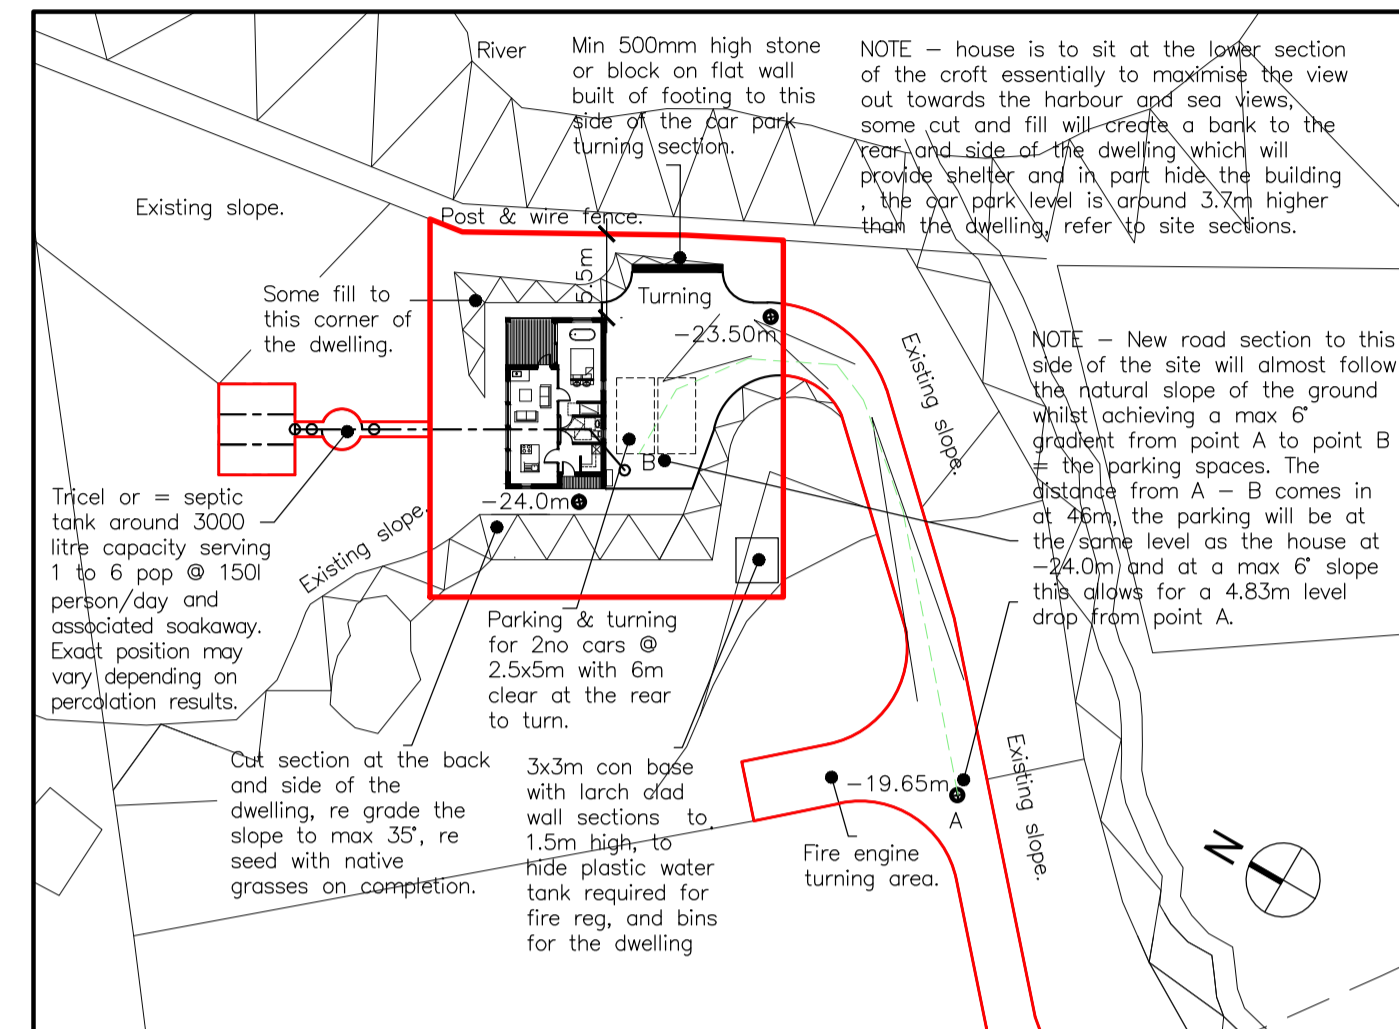 River
Min 500mm high stone
or block on flat wall
built of footing to this
side of the car park
turning section.
NOTE – house is to sit at the lower section
of the croft essentially to maximise the view
out towards the harbour and sea views,
some cut and fill will create a bank to the
rear and side of the dwelling which will
provide shelter and in part hide the building
, the car park level is around 3.7m higher
than the dwelling, refer to site sections.
Existing slope.
Post & wire fence.
5.5m
Turning
Some fill to
this corner of
the dwelling.
–23.50m
Existing slope.
NOTE – New road section to this
side of the site will almost follow
the natural slope of the ground
whilst achieving a max 6°
gradient from point A to point B
= the parking spaces. The
distance from A – B comes in
at 46m, the parking will be at
the same level as the house at
–24.0m and at a max 6° slope
this allows for a 4.83m level
drop from point A.
B
–24.0m
Tricel or = septic
tank around 3000
litre capacity serving
1 to 6 pop @ 150l
person/day and
associated soakaway.
Exact position may
vary depending on
percolation results.
Existing slope.
Parking & turning
for 2no cars @
2.5x5m with 6m
clear at the rear
to turn.
Cut section at the back
and side of the
dwelling, re grade the
slope to max 35°, re
seed with native
grasses on completion.
3x3m con base
with larch clad
wall sections to
1.5m high, to
hide plastic water
tank required for
fire reg, and bins
for the dwelling
–19.65m
A
Existing slope.
Fire engine
turning area.
N